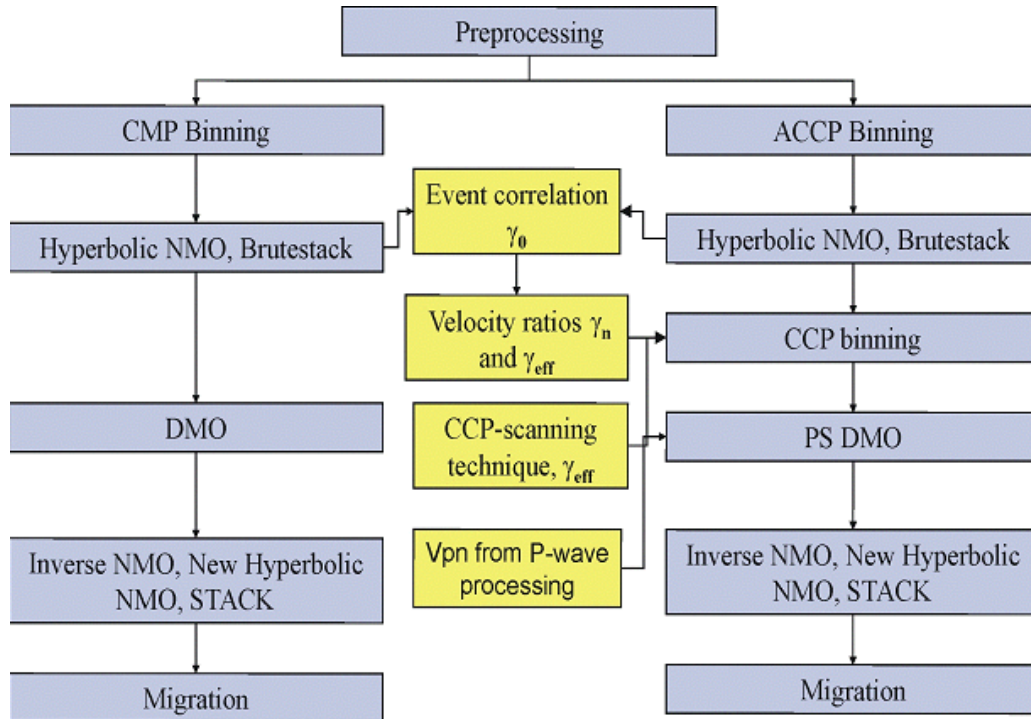 Preprocessing
CMP Binning
ACCP Binning
Event correlation
γ0
Hyperbolic NMO, Brutestack
Hyperbolic NMO, Brutestack
Velocity ratios γn
and γeff
CCP binning
DMO
CCP-scanning
technique, γeff
PS DMO
Inverse NMO, New Hyperbolic
NMO, STACK
Vpn from P-wave
processing
Inverse NMO, New Hyperbolic
NMO, STACK
Migration
Migration